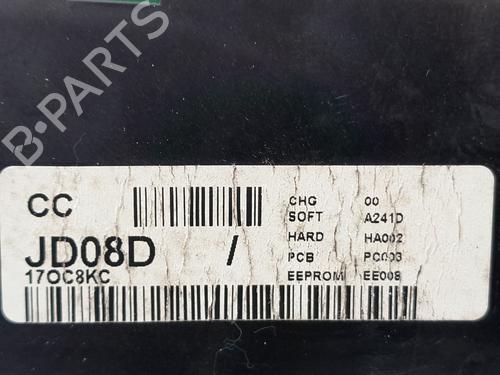 B-PARTS
CC
CHG 00
SOFT A241D
JD08D /
HARD HA002
17OC8KC
PCB PC003
EEPROM EE008